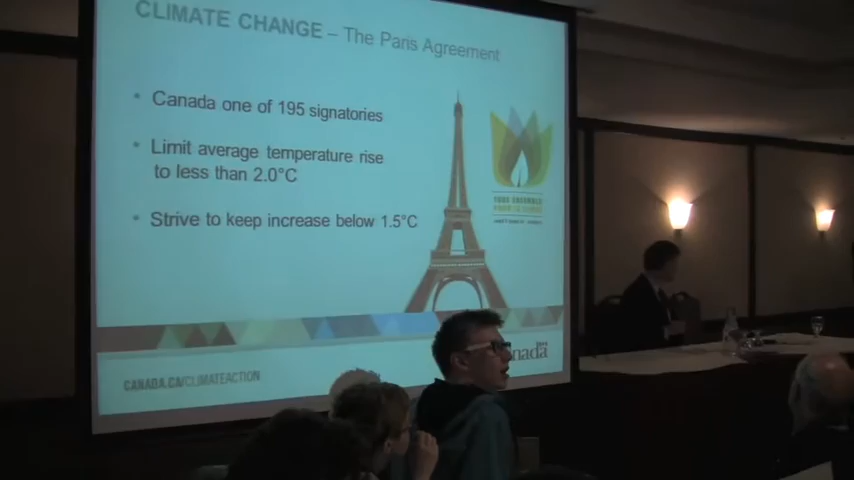 CLIMATE CHANGE – The Paris Agreement
• Canada one of 195 signatories
• Limit average temperature rise
to less than 2.0°C
• Strive to keep increase below 1.5°C
CANADA.CA/CLIMATEACTION
anada